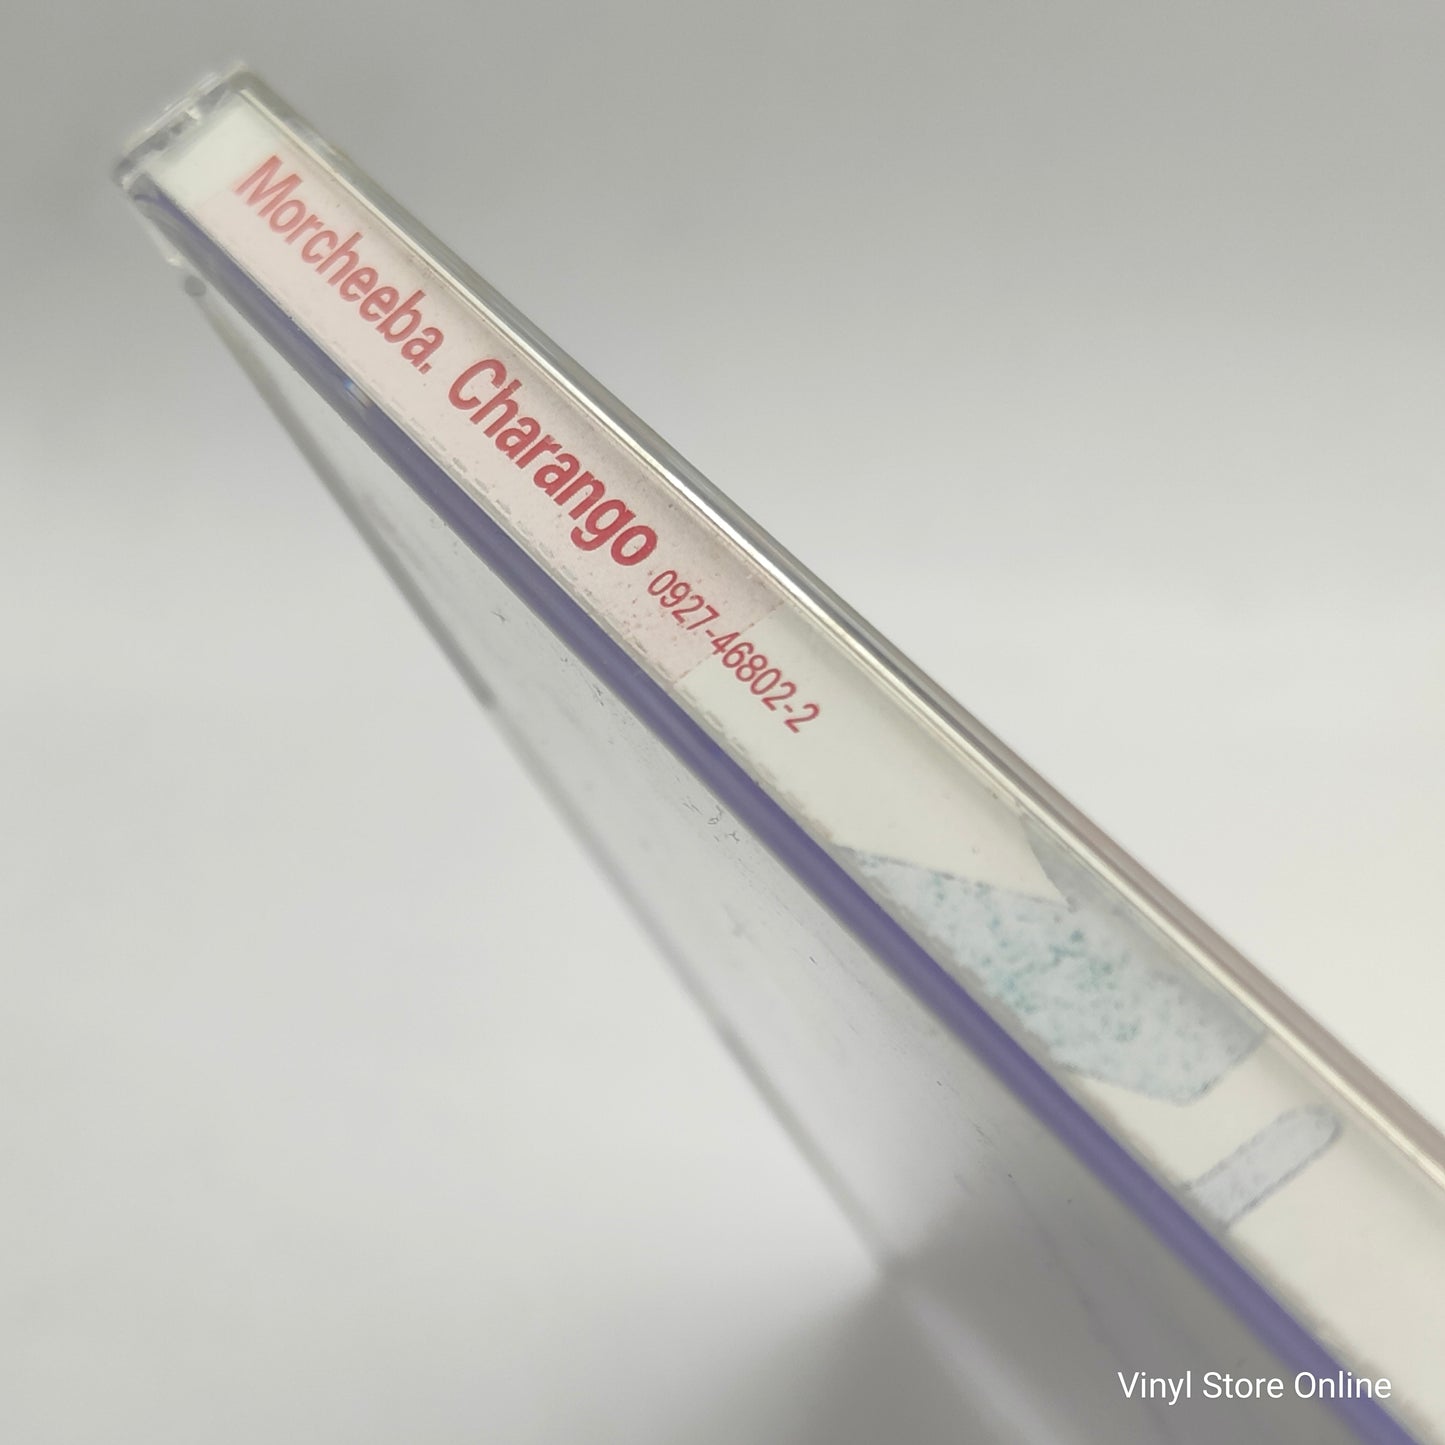 Morcheeba. Charango 0927-46802-2
Vinyl Store Online